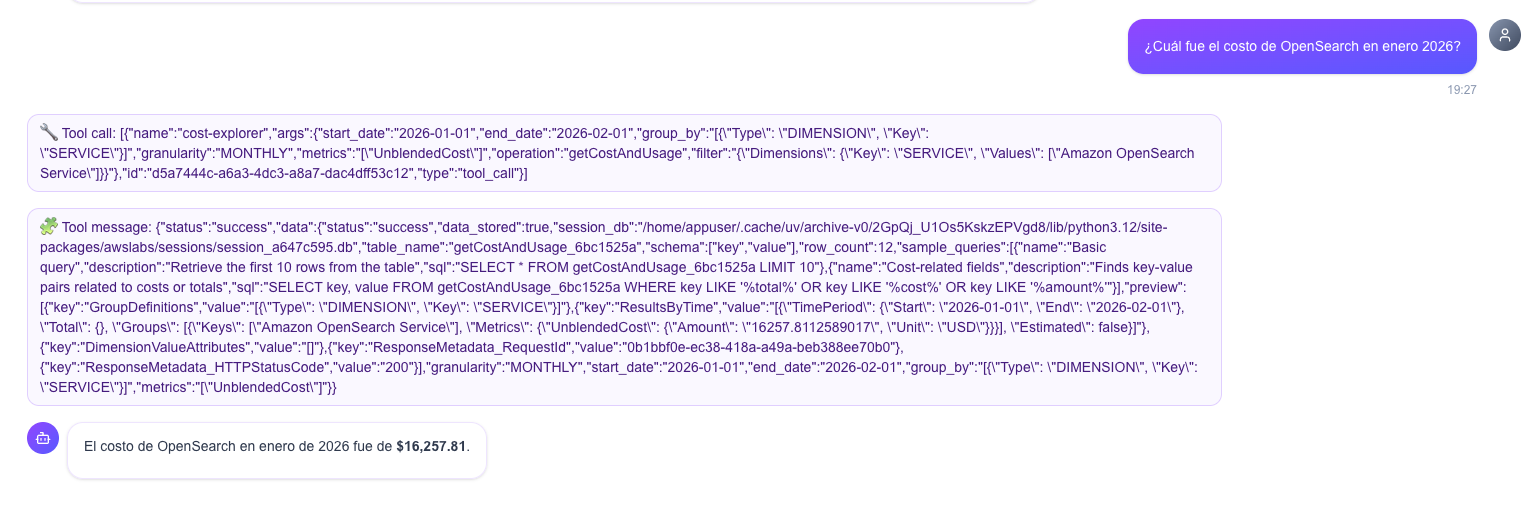 ¿Cuál fue el costo de OpenSearch en enero 2026?
19:27
Tool call: [{"name":"cost-explorer","args":{"start_date":"2026-01-01","end_date":"2026-02-01","group_by":"[{\"Type\": \"DIMENSION\", \"Key\":
\"SERVICE\"}]","granularity":"MONTHLY","metrics":"[\"UnblendedCost\"]","operation":"getCostAndUsage","filter":"{\"Dimensions\": {\"Key\": \"SERVICE\", \"Values\": [\"Amazon OpenSearch
Service\"]}}"},"id":"d5a7444c-a6a3-4dc3-a8a7-dac4dff53c12","type":"tool_call"}]
Tool message: {"status":"success","data":{"status":"success","data_stored":true,"session_db":"/home/appuser/.cache/uv/archive-v0/2GpQj_U1Os5KskzEPVgd8/lib/python3.12/site-
packages/awslabs/sessions/session_a647c595.db","table_name":"getCostAndUsage_6bc1525a","schema":["key","value"],"row_count":12,"sample_queries":[{"name":"Basic
query","description":"Retrieve the first 10 rows from the table","sql":"SELECT * FROM getCostAndUsage_6bc1525a LIMIT 10"},{"name":"Cost-related fields","description":"Finds key-value
pairs related to costs or totals","sql":"SELECT key, value FROM getCostAndUsage_6bc1525a WHERE key LIKE '%total%' OR key LIKE '%cost%' OR key LIKE '%amount%'"}],"preview":
[{"key":"GroupDefinitions","value":"[{\"Type\": \"DIMENSION\", \"Key\": \"SERVICE\"}]"},{"key":"ResultsByTime","value":"[{\"TimePeriod\": {\"Start\": \"2026-01-01\", \"End\": \"2026-02-01\"},
\"Total\": {}, \"Groups\": [{\"Keys\": [\"Amazon OpenSearch Service\"], \"Metrics\": {\"UnblendedCost\": {\"Amount\": \"16257.8112589017\", \"Unit\": \"USD\"}}}], \"Estimated\": false}]"},
{"key":"DimensionValueAttributes","value":"[]"},{"key":"ResponseMetadata_RequestId","value":"0b1bbf0e-ec38-418a-a49a-beb388ee70b0"},
{"key":"ResponseMetadata_HTTPStatusCode","value":"200"}],"granularity":"MONTHLY","start_date":"2026-01-01","end_date":"2026-02-01","group_by":"[{\"Type\": \"DIMENSION\", \"Key\":
\"SERVICE\"}]","metrics":"[\"UnblendedCost\"]"}}
El costo de OpenSearch en enero de 2026 fue de $16,257.81.